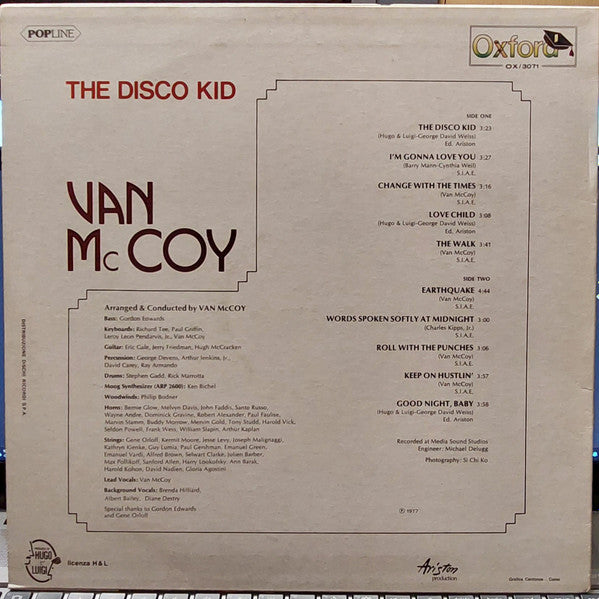 POPLINE
Oxford
OX/3071
THE DISCO KID
VAN
McCOY
SIDE ONE
THE DISCO KID 3:23
(Hugo & Luigi-George David Weiss)
Ed. Ariston
I'M GONNA LOVE YOU 3:27
(Barry Mann-Cynthia Weil)
S.I.A.E.
CHANGE WITH THE TIMES 3:16
(Van McCoy)
S.I.A.E.
LOVE CHILD 3:08
(Hugo & Luigi-George David Weiss)
Ed. Ariston
THE WALK 3:41
(Van McCoy)
S.I.A.E.
SIDE TWO
EARTHQUAKE 4:44
(Van McCoy)
S.I.A.E.
WORDS SPOKEN SOFTLY AT MIDNIGHT 3:00
(Charles Kipps, Jr.)
S.I.A.E.
ROLL WITH THE PUNCHES 3:06
(Van McCoy)
S.I.A.E.
KEEP ON HUSTLIN' 3:57
(Van McCoy)
S.I.A.E.
GOOD NIGHT, BABY 3:58
(Hugo & Luigi-George David Weiss)
Ed. Ariston
Recorded at Media Sound Studios
Engineer: Michael Delugg
Photography: Si Chi Ko
Arranged & Conducted by VAN McCOY
Bass: Gordon Edwards
Keyboards: Richard Tee, Paul Griffin,
Leroy Leon Pendarvis, Jr., Van McCoy
Guitar: Eric Gale, Jerry Friedman, Hugh McCracken
Percussion: George Devens, Arthur Jenkins, Jr.,
David Carey, Ray Armando
Drums: Stephen Gadd, Rick Marrotta
Moog Synthesizer (ARP 2600): Ken Bichel
Woodwinds: Philip Bodner
Horns: Bernie Glow, Melvyn Davis, John Faddis, Santo Russo,
Wayne Andre, Dominick Gravine, Robert Alexander, Paul Faulise,
Marvin Stamm, Buddy Morrow, Mervin Gold, Tony Studd, Harold Vick,
Seldon Powell, Frank Wess, William Slapin, Arthur Kaplan
Strings: Gene Orloff, Kermit Moore, Jesse Levy, Joseph Malignaggi,
Kathryn Kienke, Guy Lumia, Paul Gershman, Emanuel Green,
Emanuel Vardi, Alfred Brown, Selwart Clarke, Julien Barber,
Max Pollikoff, Sanford Allen, Harry Lookofsky, Ann Barak,
Harold Kohon, David Nadien, Gloria Agostini
Lead Vocals: Van McCoy
Background Vocals: Brenda Hilliard,
Albert Bailey, Diane Destry
Special thanks to Gordon Edwards
and Gene Orloff
℗ 1977
DISTRIBUZIONE DISCHI RICORDI S.P.A.
HUGO
LUIGI
licenza H & L
Ariston
production
Grafica Cantone - Como